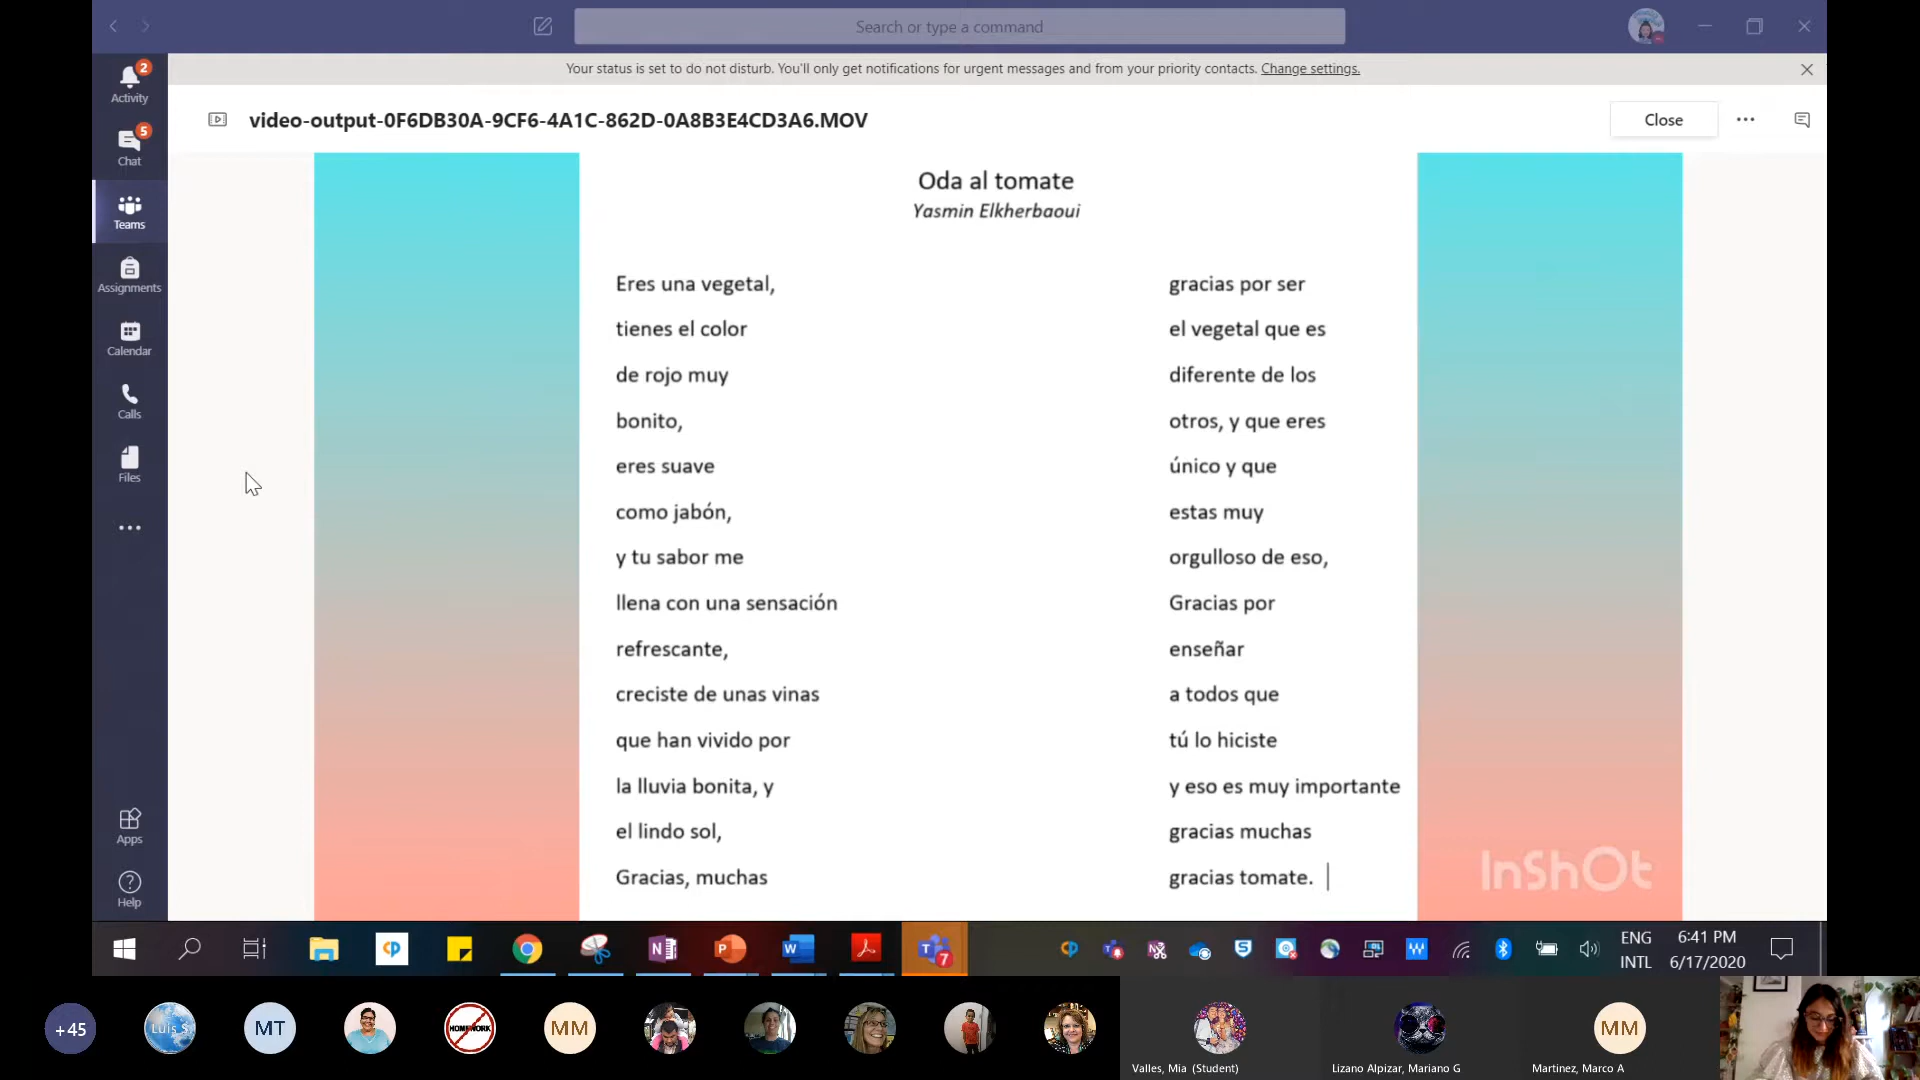 Search or type a command
Your status is set to do not disturb. You'll only get notifications for urgent messages and from your priority contacts. Change settings.
2
Activity
5
Chat
Teams
Assignments
Calendar
Calls
Files
Apps
Help
video-output-0F6DB30A-9CF6-4A1C-862D-0A8B3E4CD3A6.MOV
Close
Oda al tomate
Yasmin Elkherbaoui
Eres una vegetal,
tienes el color
de rojo muy
bonito,
eres suave
como jabón,
y tu sabor me
llena con una sensación
refrescante,
creciste de unas vinas
que han vivido por
la lluvia bonita, y
el lindo sol,
Gracias, muchas
gracias por ser
el vegetal que es
diferente de los
otros, y que eres
único y que
estas muy
orgulloso de eso,
Gracias por
enseñar
a todos que
tú lo hiciste
y eso es muy importante
gracias muchas
gracias tomate.
InShOt
7
ENG
INTL
6:41 PM
6/17/2020
+45
Luis S
MT
HOMEWORK
MM
Valles, Mia (Student)
Lizano Alpizar, Mariano G
MM
Martinez, Marco A